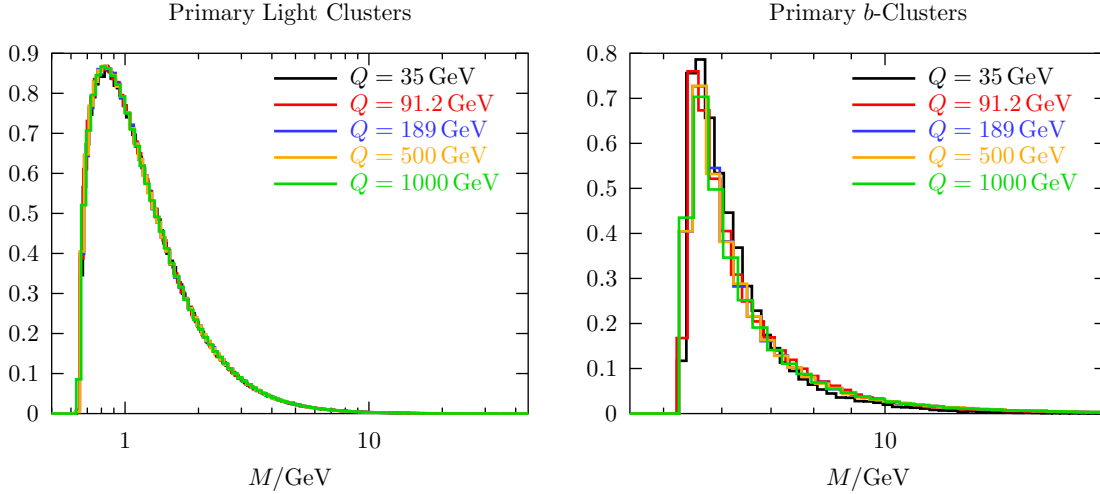 Primary Light Clusters
0.9
0.8
0.7
0.6
0.5
0.4
0.3
0.2
0.1
0
Q = 35 GeV
Q = 91.2 GeV
Q = 189 GeV
Q = 500 GeV
Q = 1000 GeV
1 10
M/GeV
Primary b-Clusters
0.8
0.7
0.6
0.5
0.4
0.3
0.2
0.1
0
Q = 35 GeV
Q = 91.2 GeV
Q = 189 GeV
Q = 500 GeV
Q = 1000 GeV
10
M/GeV